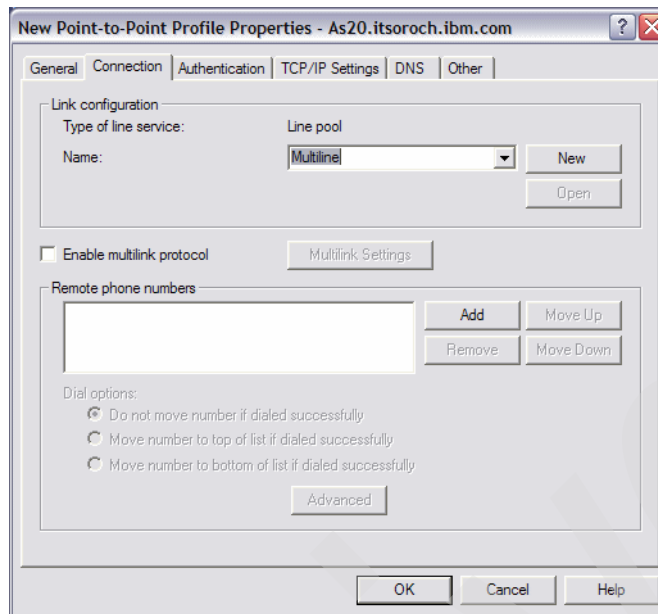 New Point-to-Point Profile Properties - As20.itsoroch.ibm.com
General Connection Authentication TCP/IP Settings DNS Other
Link configuration
Type of line service: Line pool
Name: Multiline New
Open
Enable multilink protocol Multilink Settings
Remote phone numbers
Add Move Up
Remove Move Down
Dial options:
Do not move number if dialed successfully
Move number to top of list if dialed successfully
Move number to bottom of list if dialed successfully
Advanced
OK Cancel Help